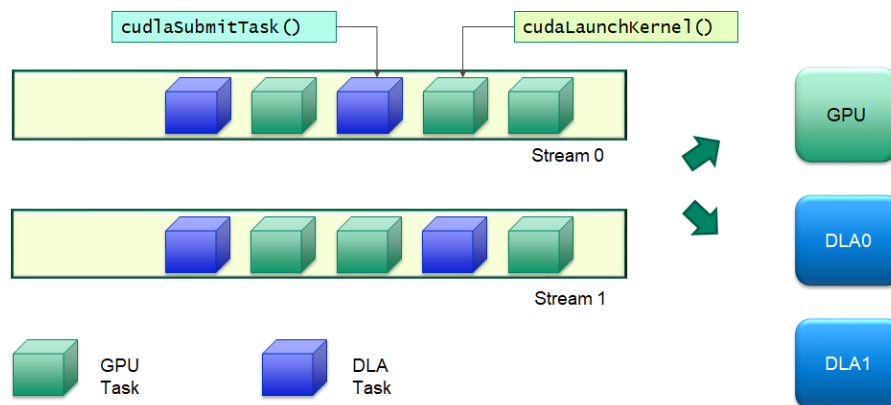 cudlaSubmitTask()
cudaLaunchKernel()
Stream 0
GPU
Stream 1
DLA0
GPU
Task
DLA
Task
DLA1